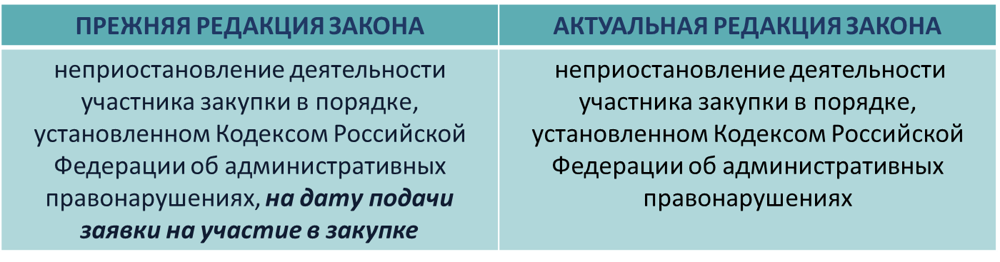 ПРЕЖНЯЯ РЕДАКЦИЯ ЗАКОНА
АКТУАЛЬНАЯ РЕДАКЦИЯ ЗАКОНА
неприостановление деятельности
участника закупки в порядке,
установленном Кодексом Российской
Федерации об административных
правонарушениях, на дату подачи
заявки на участие в закупке
неприостановление деятельности
участника закупки в порядке,
установленном Кодексом Российской
Федерации об административных
правонарушениях